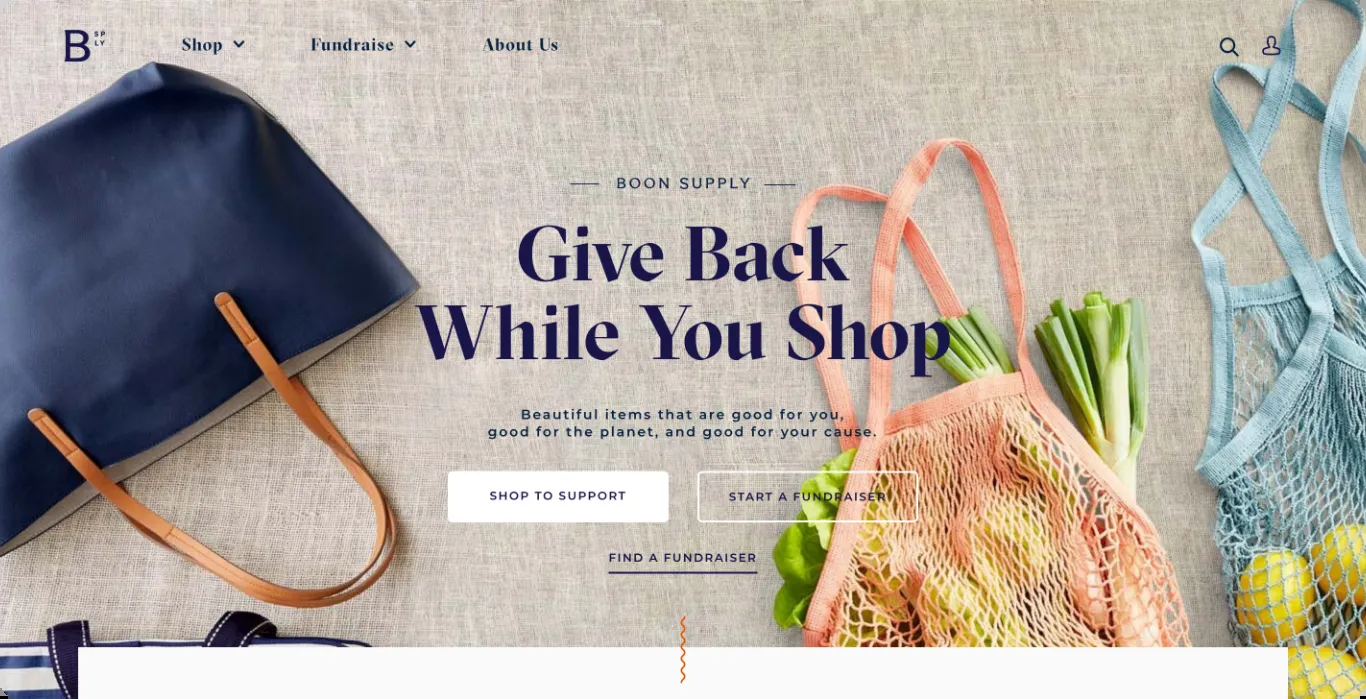 B SP
LY
Shop
Fundraise
About Us
BOON SUPPLY
Give Back
While You Shop
Beautiful items that are good for you,
good for the planet, and good for your cause.
SHOP TO SUPPORT
START A FUNDRAISER
FIND A FUNDRAISER